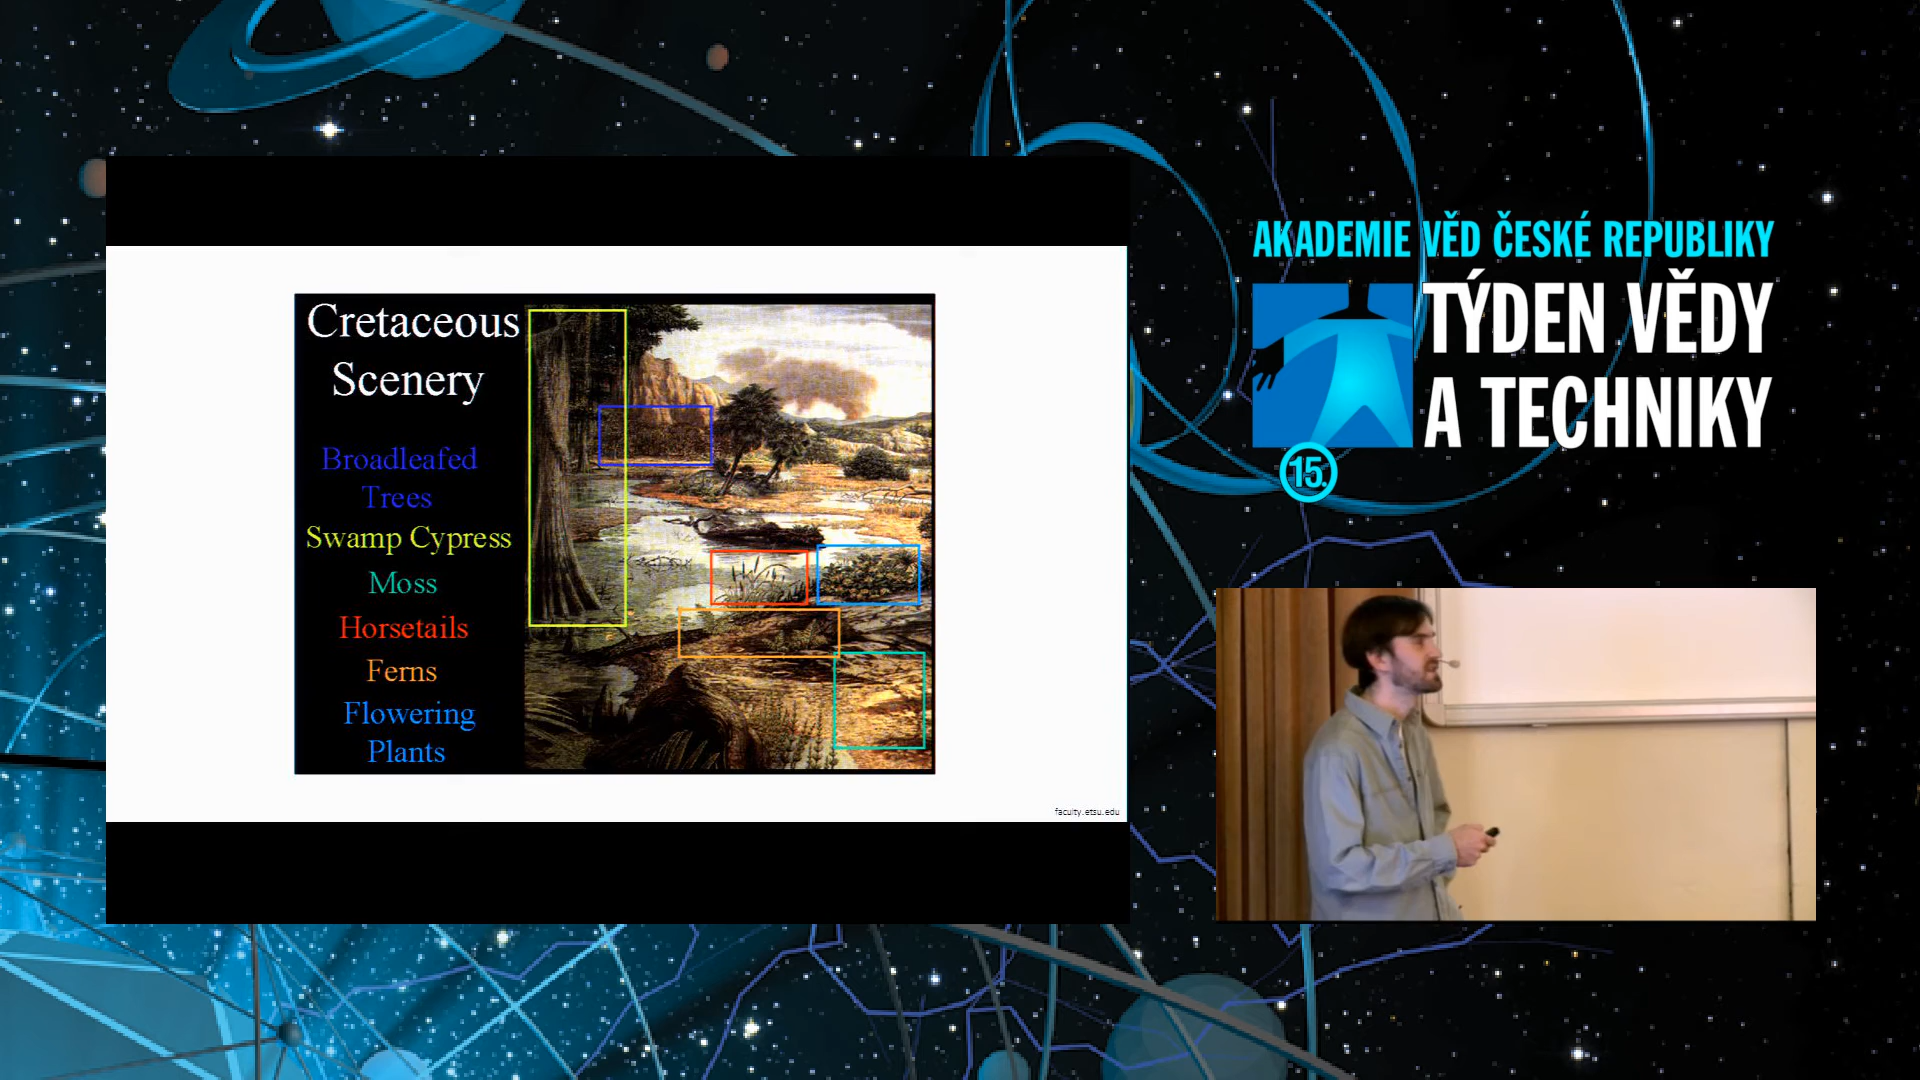 Cretaceous
Scenery
Broadleafed
Trees
Swamp Cypress
Moss
Horsetails
Ferns
Flowering
Plants
faculty.etsu.edu
AKADEMIE VĚD ČESKÉ REPUBLIKY
TÝDEN VĚDY
A TECHNIKY
15.